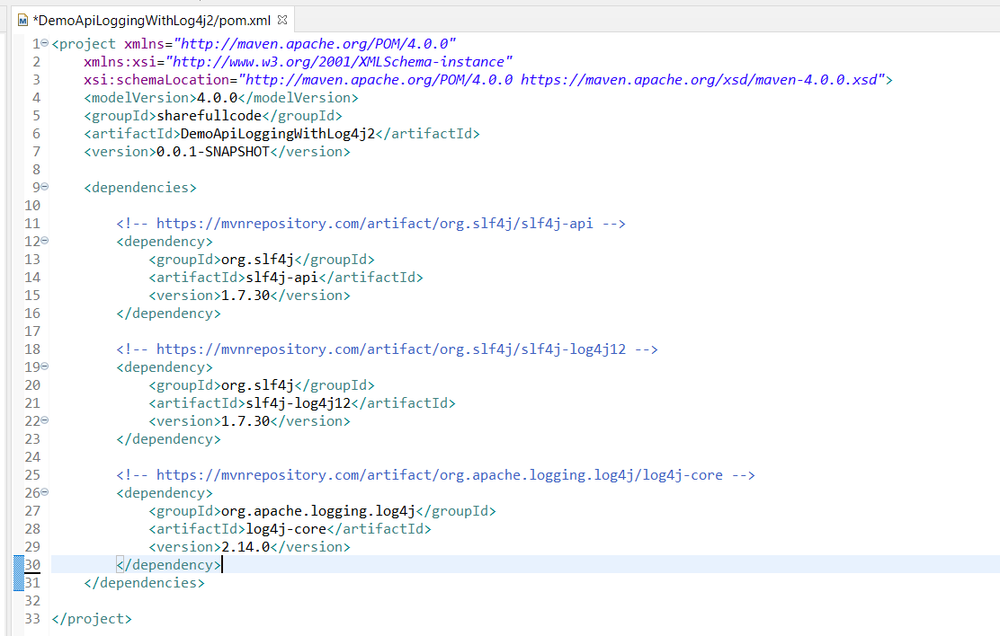 *DemoApiLoggingWithLog4j2/pom.xml
1 <project xmlns="http://maven.apache.org/POM/4.0.0"
2     xmlns:xsi="http://www.w3.org/2001/XMLSchema-instance"
3     xsi:schemaLocation="http://maven.apache.org/POM/4.0.0 https://maven.apache.org/xsd/maven-4.0.0.xsd">
4     <modelVersion>4.0.0</modelVersion>
5     <groupId>sharefullcode</groupId>
6     <artifactId>DemoApiLoggingWithLog4j2</artifactId>
7     <version>0.0.1-SNAPSHOT</version>
8
9     <dependencies>
10
11         <!-- https://mvnrepository.com/artifact/org.slf4j/slf4j-api -->
12         <dependency>
13             <groupId>org.slf4j</groupId>
14             <artifactId>slf4j-api</artifactId>
15             <version>1.7.30</version>
16         </dependency>
17
18         <!-- https://mvnrepository.com/artifact/org.slf4j/slf4j-log4j12 -->
19         <dependency>
20             <groupId>org.slf4j</groupId>
21             <artifactId>slf4j-log4j12</artifactId>
22             <version>1.7.30</version>
23         </dependency>
24
25         <!-- https://mvnrepository.com/artifact/org.apache.logging.log4j/log4j-core -->
26         <dependency>
27             <groupId>org.apache.logging.log4j</groupId>
28             <artifactId>log4j-core</artifactId>
29             <version>2.14.0</version>
30         </dependency>
31     </dependencies>
32
33 </project>